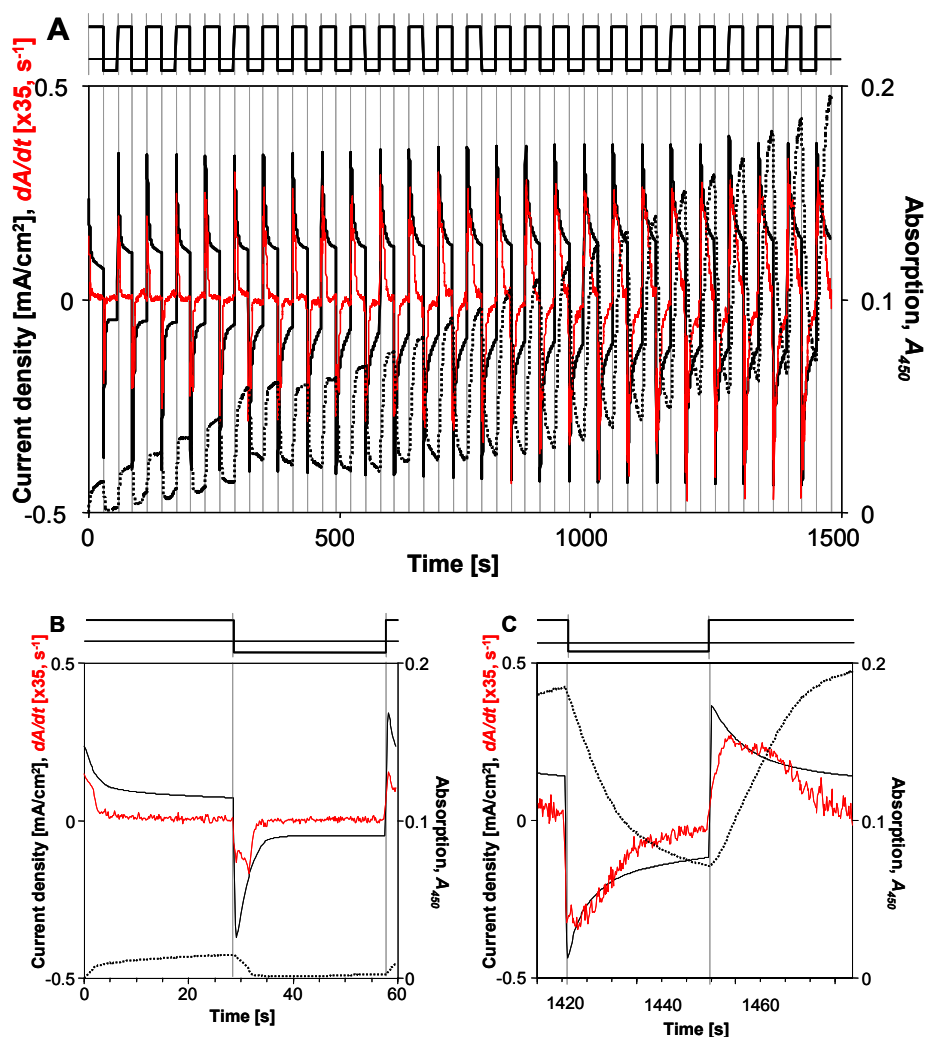 A
Current density [mA/cm²], dA/dt [x35, s⁻¹]
0.5
0
-0.5
0.2
0.1
0
Absorption, A₄₅₀
0
500
1000
1500
Time [s]
B
Current density [mA/cm²], dA/dt [x35, s⁻¹]
0.5
0
-0.5
0.2
0.1
0
Absorption, A₄₅₀
0
20
40
60
Time [s]
C
Current density [mA/cm²], dA/dt [x35, s⁻¹]
0.5
0
-0.5
0.2
0.1
0
Absorption, A₄₅₀
1420
1440
1460
Time [s]